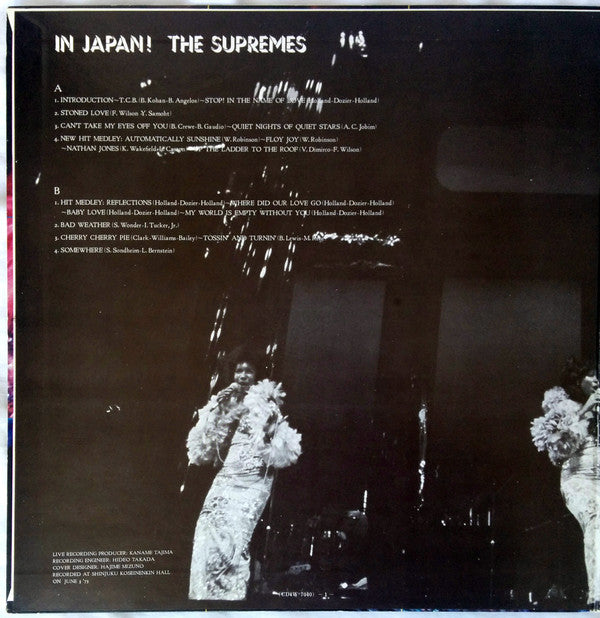 IN JAPAN! THE SUPREMES
A
1. INTRODUCTION~T.C.B. (B. Kohan-B. Angelos)~STOP! IN THE NAME OF LOVE (Holland-Dozier-Holland)
2. STONED LOVE (F. Wilson-Y. Samoht)
3. CAN'T TAKE MY EYES OFF YOU (B. Crewe-B. Gaudio)~QUIET NIGHTS OF QUIET STARS (A. C. Jobim)
4. NEW HIT MEDLEY: AUTOMATICALLY SUNSHINE (W. Robinson)~FLOY JOY (W. Robinson)
~NATHAN JONES (K. Wakefield-L. Caston)~UP THE LADDER TO THE ROOF (V. Dimirco-F. Wilson)
B
1. HIT MEDLEY: REFLECTIONS (Holland-Dozier-Holland)~WHERE DID OUR LOVE GO (Holland-Dozier-Holland)
~BABY LOVE (Holland-Dozier-Holland)~MY WORLD IS EMPTY WITHOUT YOU (Holland-Dozier-Holland)
2. BAD WEATHER (S. Wonder-I. Tucker, Jr.)
3. CHERRY CHERRY PIE (Clark-Williams-Bailey)~TOSSIN' AND TURNIN' (B. Lewis-M.
4. SOMEWHERE (S. Sondheim-L. Bernstein)
LIVE RECORDING PRODUCER: KANAME TAJIMA
RECORDING ENGINEER: HIDEO TAKADA
COVER DESIGNER: HAJIME MIZUNO
RECORDED AT SHINJUKU KOSEINENKIN HALL
ON JUNE